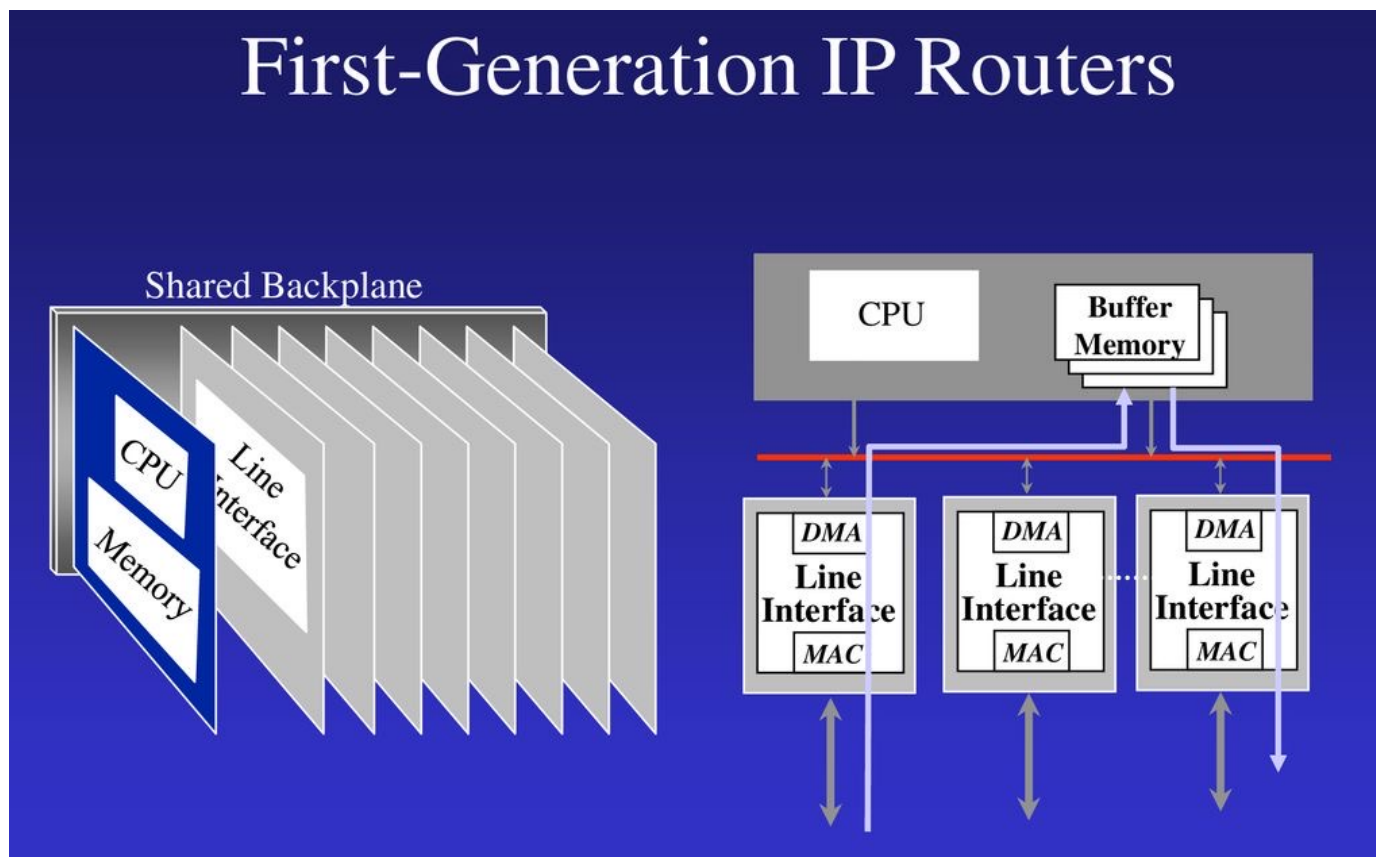 First-Generation IP Routers
Shared Backplane
CPU
Memory
Line
Interface
CPU
Buffer
Memory
DMA
Line
Interface
MAC
DMA
Line
Interface
MAC
DMA
Line
Interface
MAC